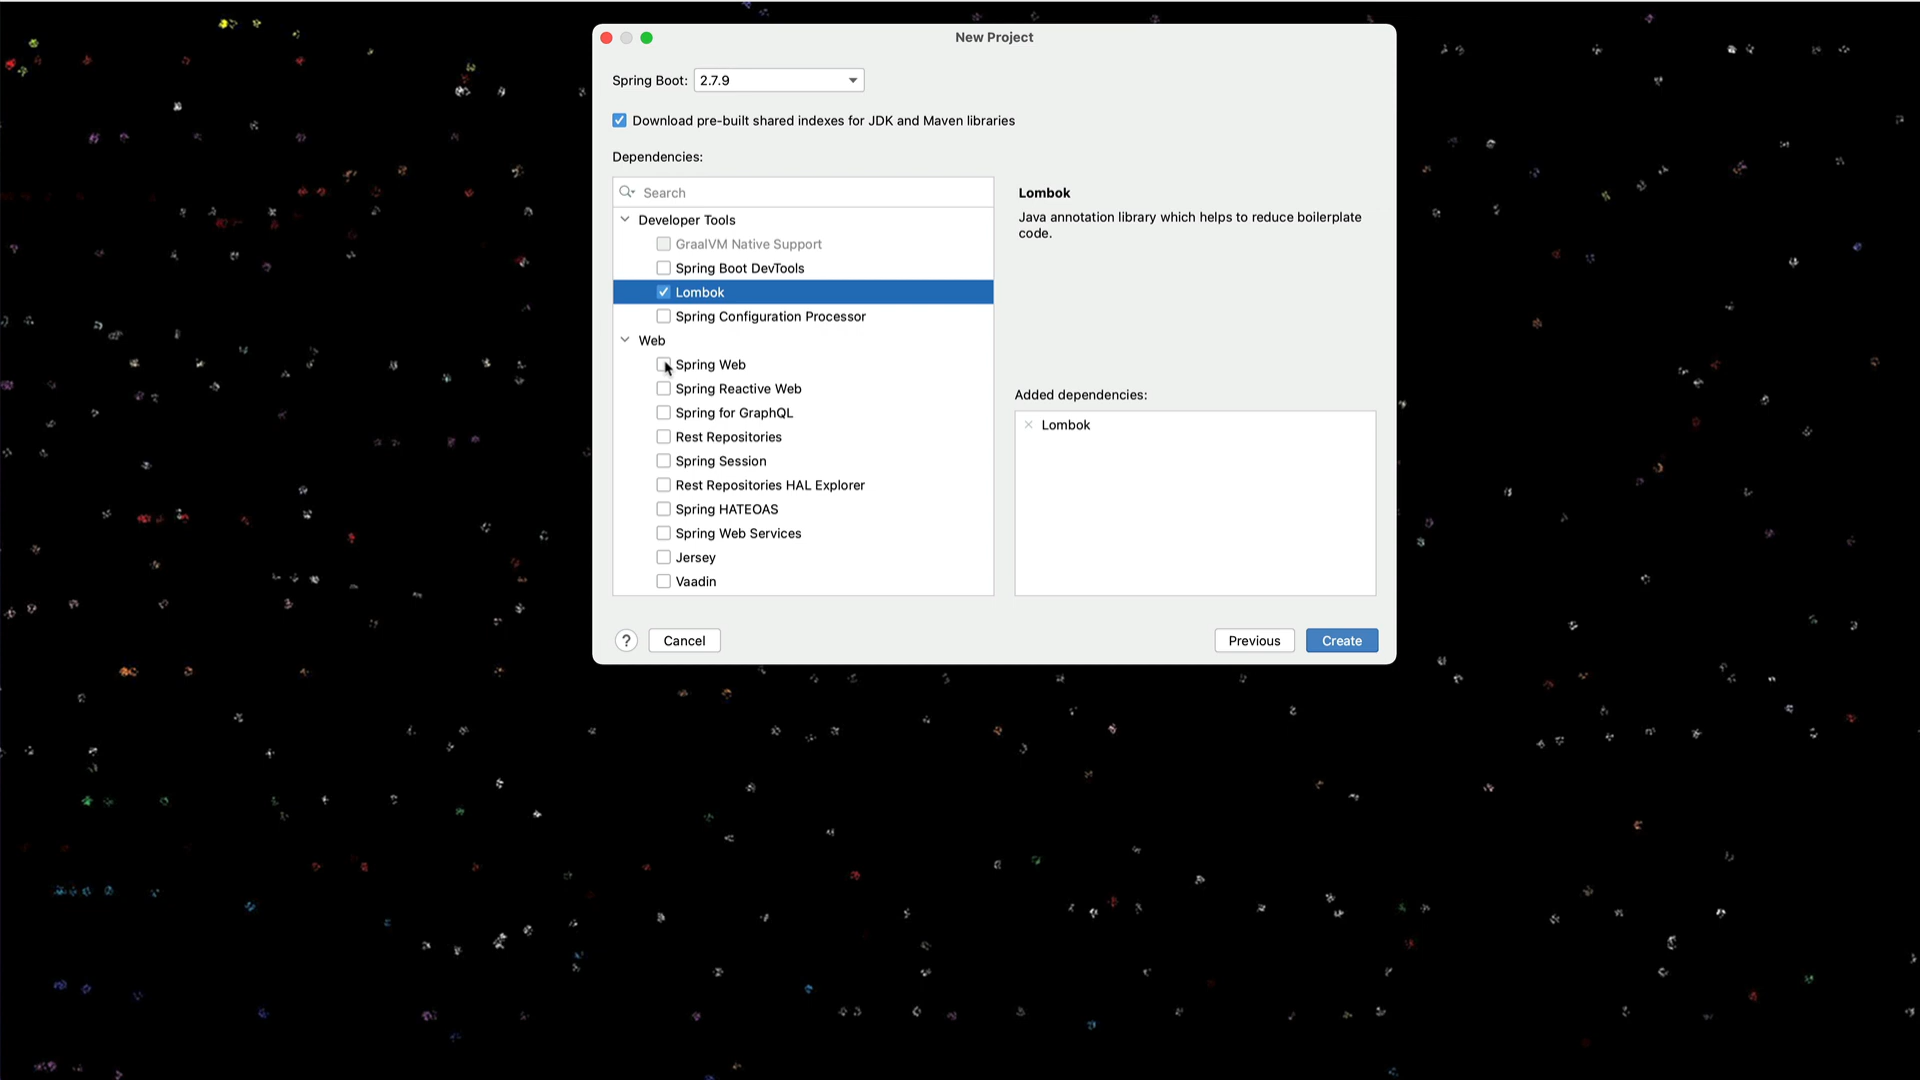 New Project
Spring Boot: 2.7.9
Download pre-built shared indexes for JDK and Maven libraries
Dependencies:
Search
Developer Tools
GraalVM Native Support
Spring Boot DevTools
Lombok
Spring Configuration Processor
Web
Spring Web
Spring Reactive Web
Spring for GraphQL
Rest Repositories
Spring Session
Rest Repositories HAL Explorer
Spring HATEOAS
Spring Web Services
Jersey
Vaadin
Lombok
Java annotation library which helps to reduce boilerplate
code.
Added dependencies:
Lombok
? Cancel Previous Create